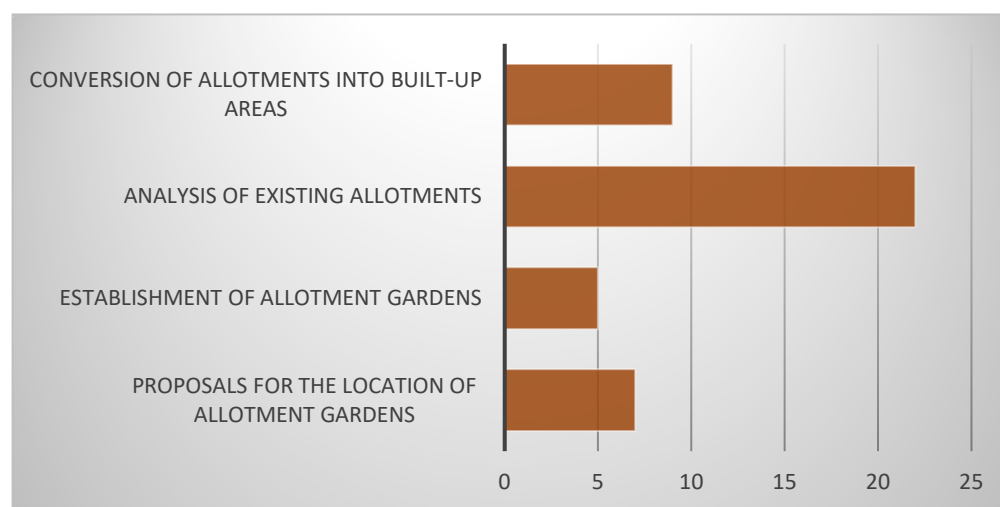 CONVERSION OF ALLOTMENTS INTO BUILT-UP
AREAS
ANALYSIS OF EXISTING ALLOTMENTS
ESTABLISHMENT OF ALLOTMENT GARDENS
PROPOSALS FOR THE LOCATION OF
ALLOTMENT GARDENS
0 5 10 15 20 25